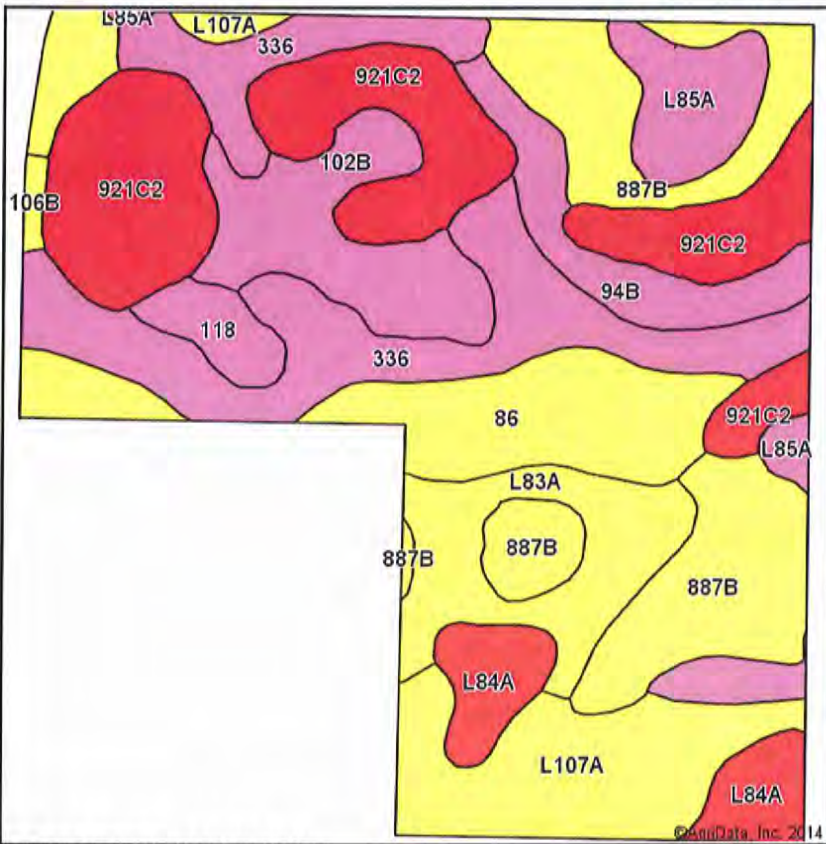 L85A
L107A
336
921C2
L85A
102B
921C2
887B
106B
921C2
94B
118
336
86
921C2
L85A
L83A
887B
887B
887B
L84A
L107A
L84A
©AgriData, Inc. 2014